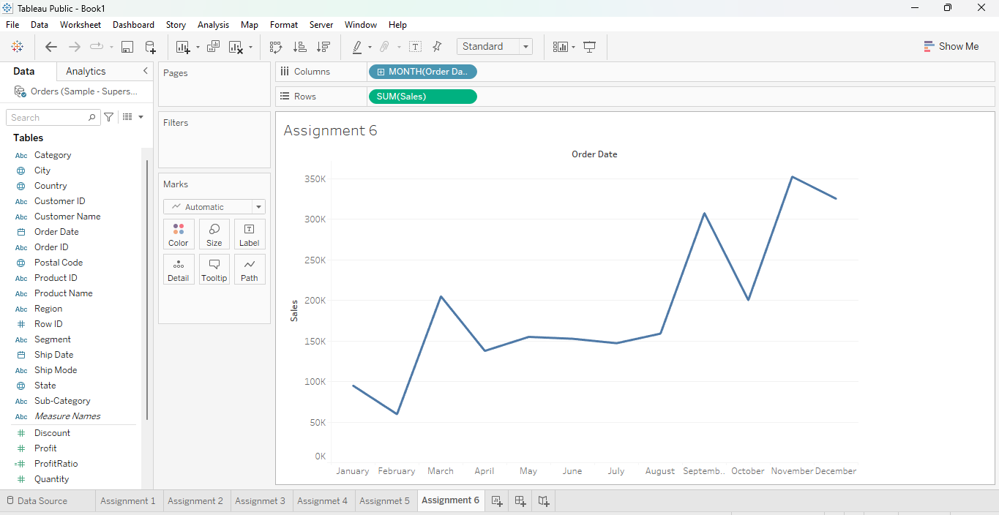 Tableau Public - Book1
File Data Worksheet Dashboard Story Analysis Map Format Server Window Help
Standard
Show Me
Data
Analytics
Orders (Sample - Supers...
Search
Tables
Abc Category
City
Country
Abc Customer ID
Abc Customer Name
Order Date
Abc Order ID
Postal Code
Abc Product ID
Abc Product Name
Abc Region
Row ID
Abc Segment
Ship Date
Abc Ship Mode
State
Abc Sub-Category
Abc Measure Names
Discount
Profit
ProfitRatio
Quantity
Pages
Filters
Marks
Automatic
Color Size Label
Detail Tooltip Path
Columns
MONTH(Order Da..
Rows
SUM(Sales)
Assignment 6
Order Date
350K
300K
250K
200K
150K
100K
50K
0K
Sales
January February March April May June July August Septemb.. October November December
Data Source Assignment 1 Assignment 2 Assignmet 3 Assignmet 4 Assignmet 5 Assignment 6